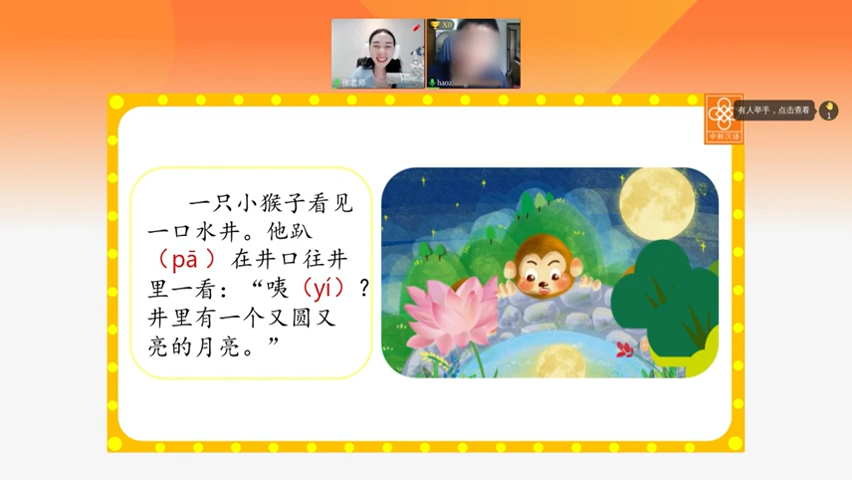 X0
张老师
有人举手，点击查看
1
一只小猴子看见
一口水井。他趴
（pā）在井口往井
里一看：“咦（yí）？
井里有一个又圆又
亮的月亮。”